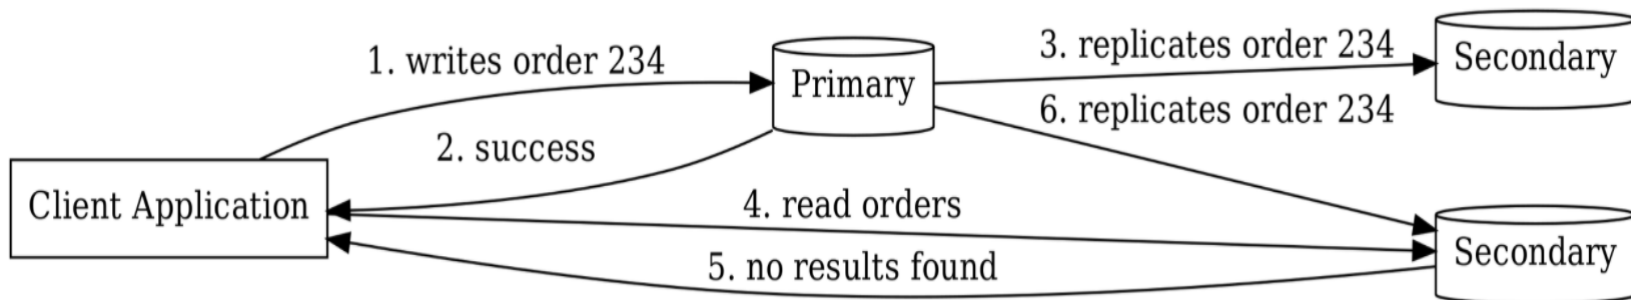 1. writes order 234
Primary
3. replicates order 234
Secondary
6. replicates order 234
2. success
Client Application
4. read orders
5. no results found
Secondary